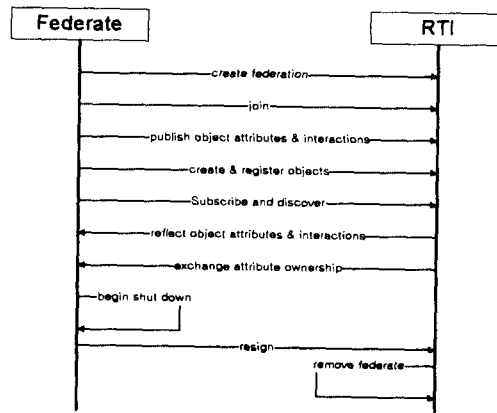 Federate
RTI
create federation
join
publish object attributes & interactions
create & register objects
Subscribe and discover
reflect object attributes & interactions
exchange attribute ownership
begin shut down
resign
remove federate